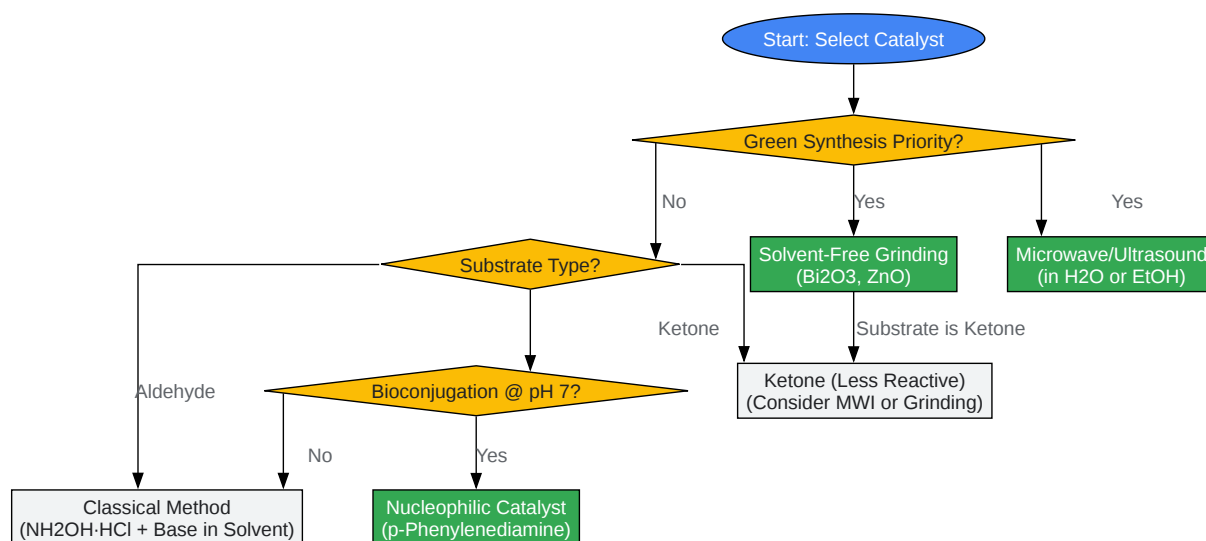 Start: Select Catalyst
Green Synthesis Priority?
No
Yes
Yes
Substrate Type?
Solvent-Free Grinding
(Bi2O3, ZnO)
Microwave/Ultrasound
(in H2O or EtOH)
Ketone
Substrate is Ketone
Aldehyde
Bioconjugation @ pH 7?
Ketone (Less Reactive)
(Consider MWI or Grinding)
No
Yes
Classical Method
(NH2OH·HCl + Base in Solvent)
Nucleophilic Catalyst
(p-Phenylenediamine)